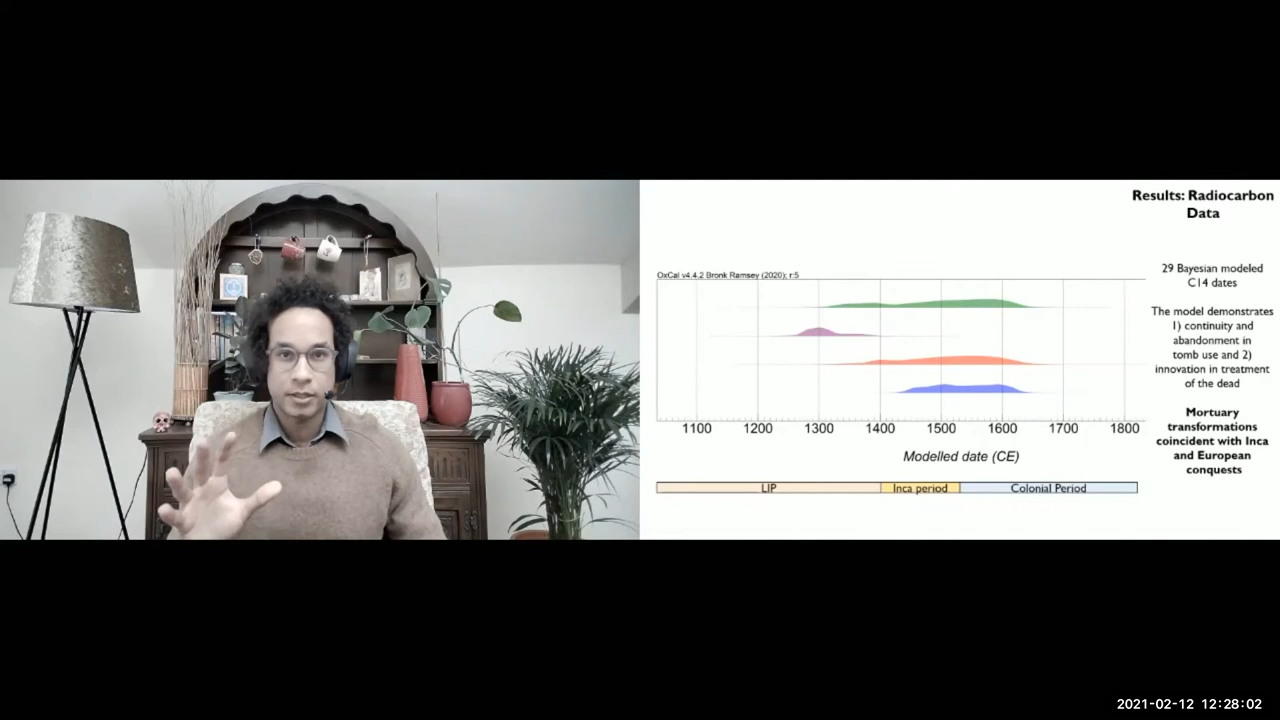 Results: Radiocarbon
Data
OxCal v4.4.2 Bronk Ramsey (2020); r:5
29 Bayesian modeled
C14 dates
The model demonstrates
1) continuity and
abandonment in
tomb use and 2)
innovation in treatment
of the dead
Mortuary
transformations
coincident with Inca
and European
conquests
1100 1200 1300 1400 1500 1600 1700 1800
Modelled date (CE)
LIP Inca period Colonial Period
2021-02-12 12:28:02